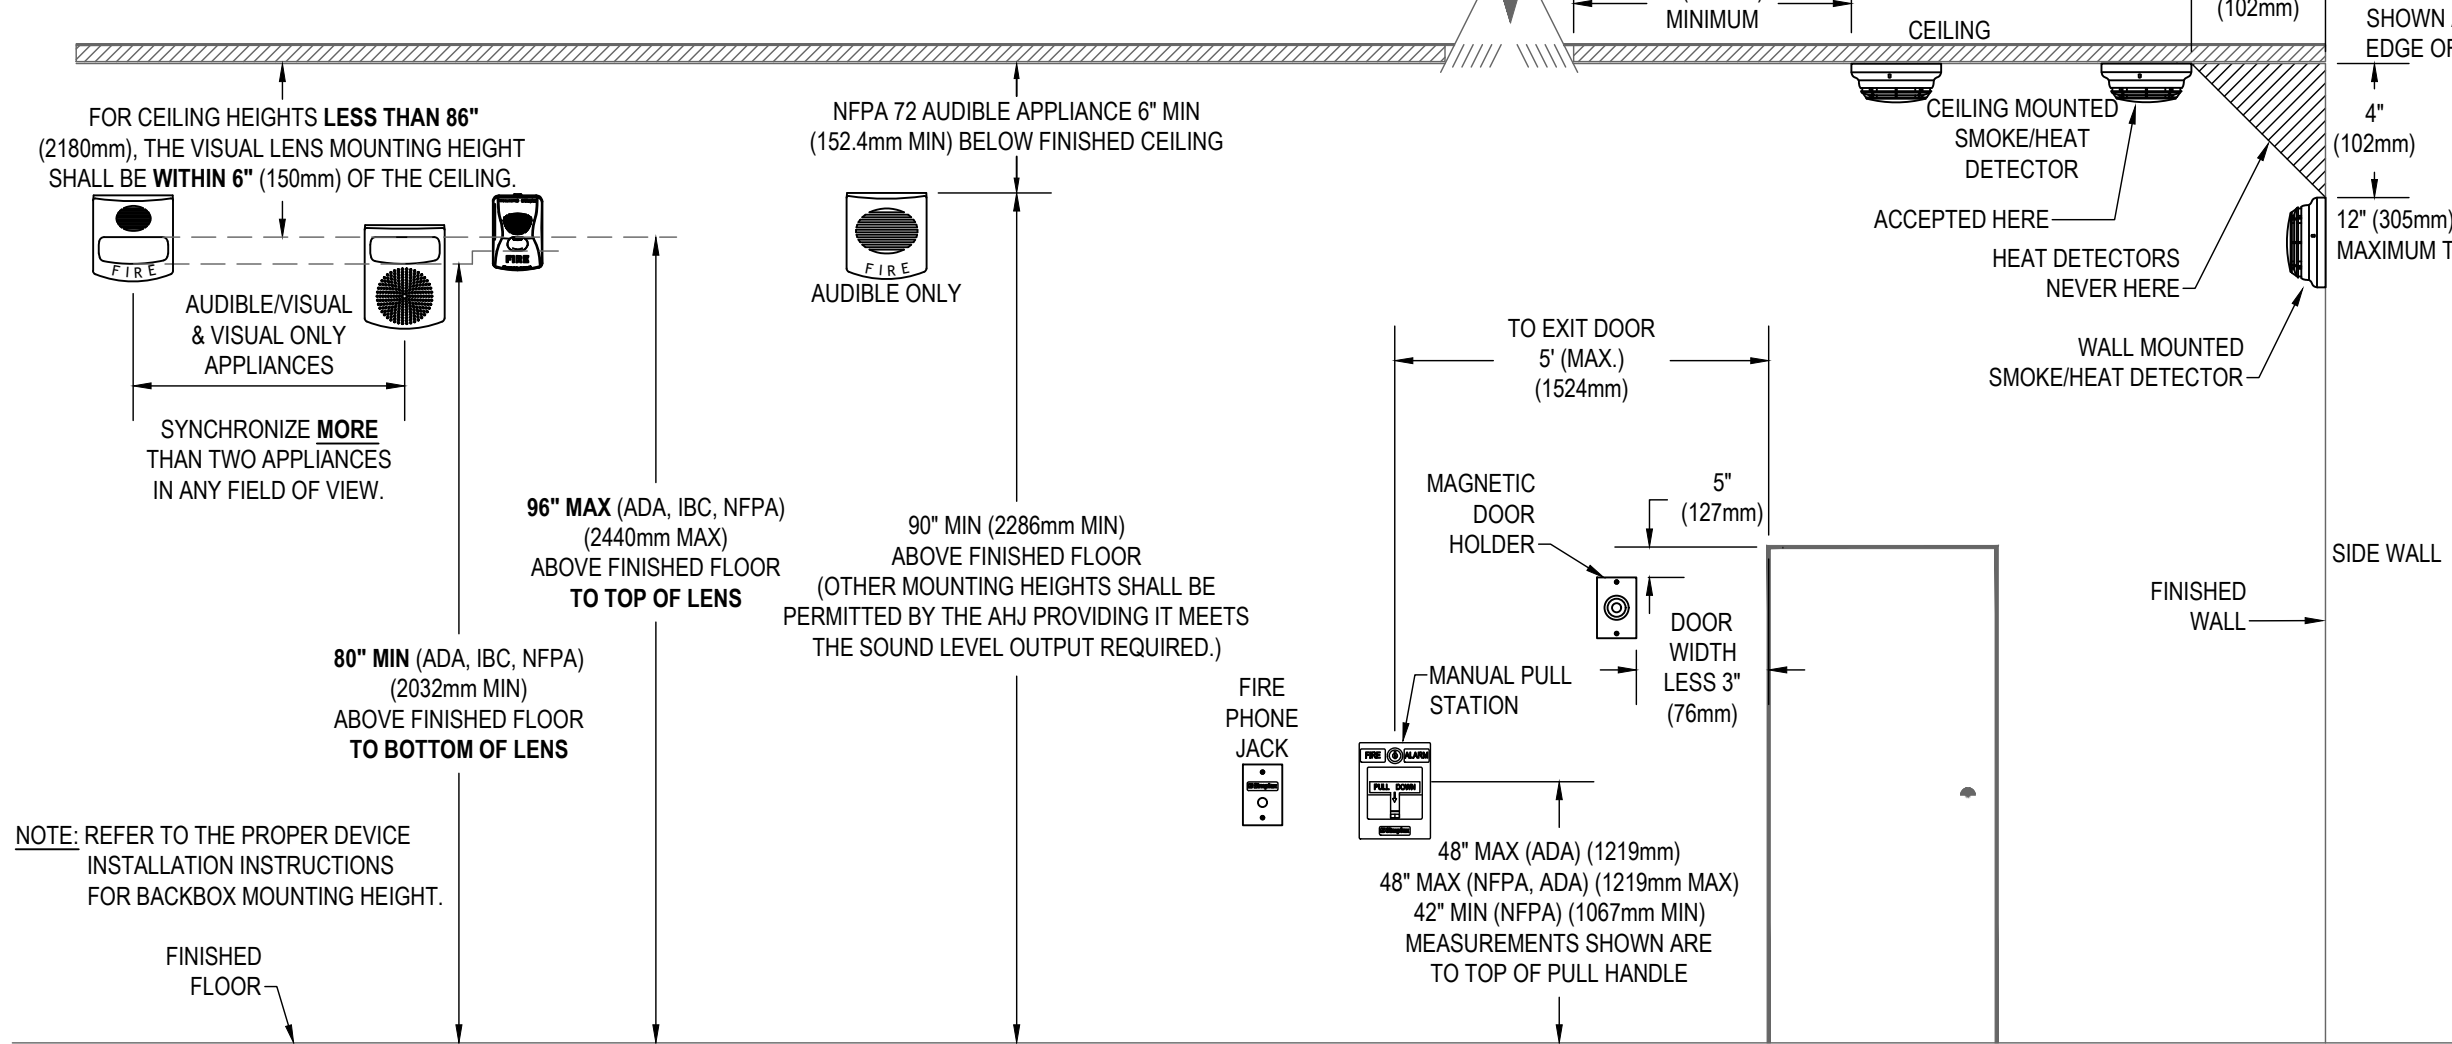 MINIMUM
CEILING
(102mm)
SHOWN
EDGE
FOR CEILING HEIGHTS LESS THAN 86"
(2180mm), THE VISUAL LENS MOUNTING HEIGHT
SHALL BE WITHIN 6" (150mm) OF THE CEILING.
FIRE
FIRE
AUDIBLE/VISUAL
& VISUAL ONLY
APPLIANCES
SYNCHRONIZE MORE
THAN TWO APPLIANCES
IN ANY FIELD OF VIEW.
96" MAX (ADA, IBC, NFPA)
(2440mm MAX)
ABOVE FINISHED FLOOR
TO TOP OF LENS
80" MIN (ADA, IBC, NFPA)
(2032mm MIN)
ABOVE FINISHED FLOOR
TO BOTTOM OF LENS
NOTE: REFER TO THE PROPER DEVICE
INSTALLATION INSTRUCTIONS
FOR BACKBOX MOUNTING HEIGHT.
FINISHED
FLOOR
NFPA 72 AUDIBLE APPLIANCE 6" MIN
(152.4mm MIN) BELOW FINISHED CEILING
FIRE
AUDIBLE ONLY
90" MIN (2286mm MIN)
ABOVE FINISHED FLOOR
(OTHER MOUNTING HEIGHTS SHALL BE
PERMITTED BY THE AHJ PROVIDING IT MEETS
THE SOUND LEVEL OUTPUT REQUIRED.)
FIRE
PHONE
JACK
TO EXIT DOOR
5' (MAX.)
(1524mm)
MAGNETIC
DOOR
HOLDER
5"
(127mm)
DOOR
WIDTH
LESS 3"
(76mm)
MANUAL PULL
STATION
FIRE ALARM
PULL DOWN
48" MAX (ADA) (1219mm)
48" MAX (NFPA, ADA) (1219mm MAX)
42" MIN (NFPA) (1067mm MIN)
MEASUREMENTS SHOWN ARE
TO TOP OF PULL HANDLE
CEILING MOUNTED
SMOKE/HEAT
DETECTOR
ACCEPTED HERE
HEAT DETECTORS
NEVER HERE
WALL MOUNTED
SMOKE/HEAT DETECTOR
4"
(102mm)
12" (305mm)
MAXIMUM
SIDE WALL
FINISHED
WALL